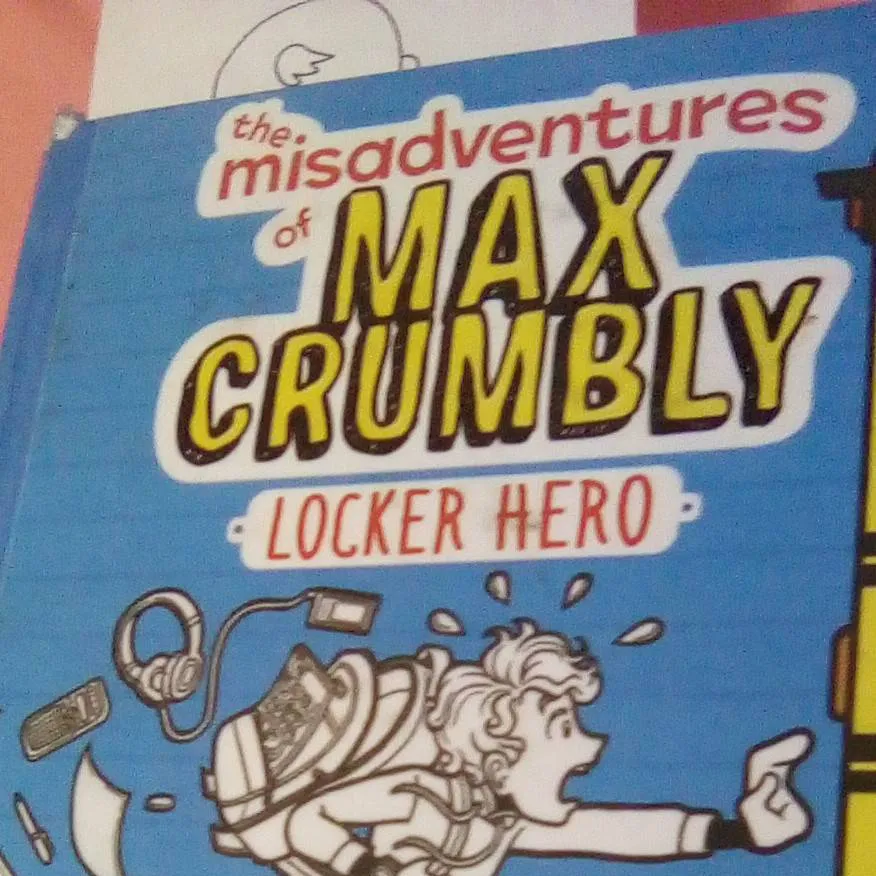 the
misadventures
of MAX
CRUMBLY
LOCKER HERO